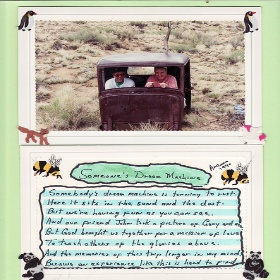 Someone's Dream Machine
Somebody's dream machine is turning to rust.
Here it sits in the sand and the dust.
But we're having fun as you can see,
And our friend John took a picture of Gary and me.
But God brought us together for a mission of love
To teach others of the glories above.
And the memories of this trip linger in my mind
Because an experience like this is hard to find.